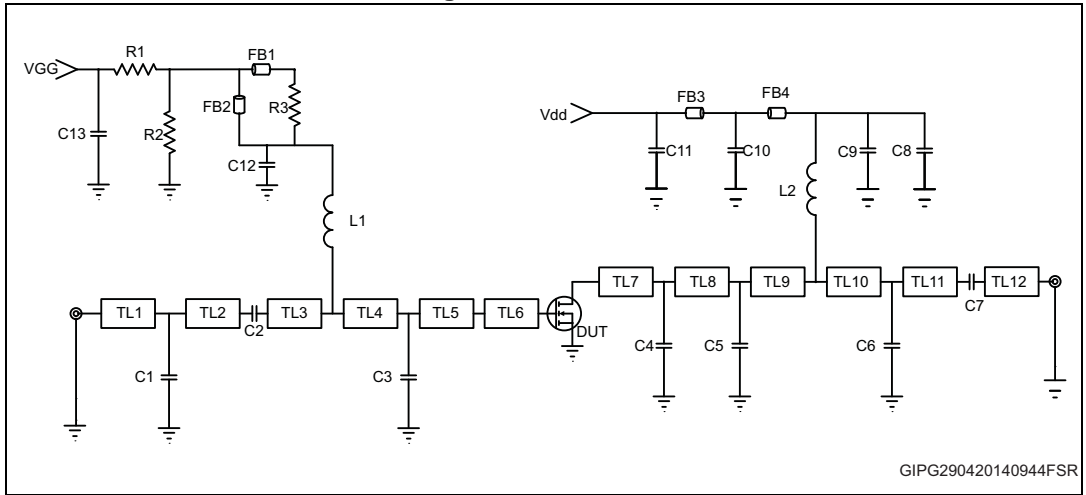 R1
FB1
VGG
FB2
R3
C13
R2
C12
L1
Vdd
FB3
FB4
C11
C10
C9
C8
L2
TL1
TL2
C2
TL3
TL4
TL5
TL6
DUT
TL7
TL8
TL9
TL10
TL11
C7
TL12
C1
C3
C4
C5
C6
GIPG290420140944FSR